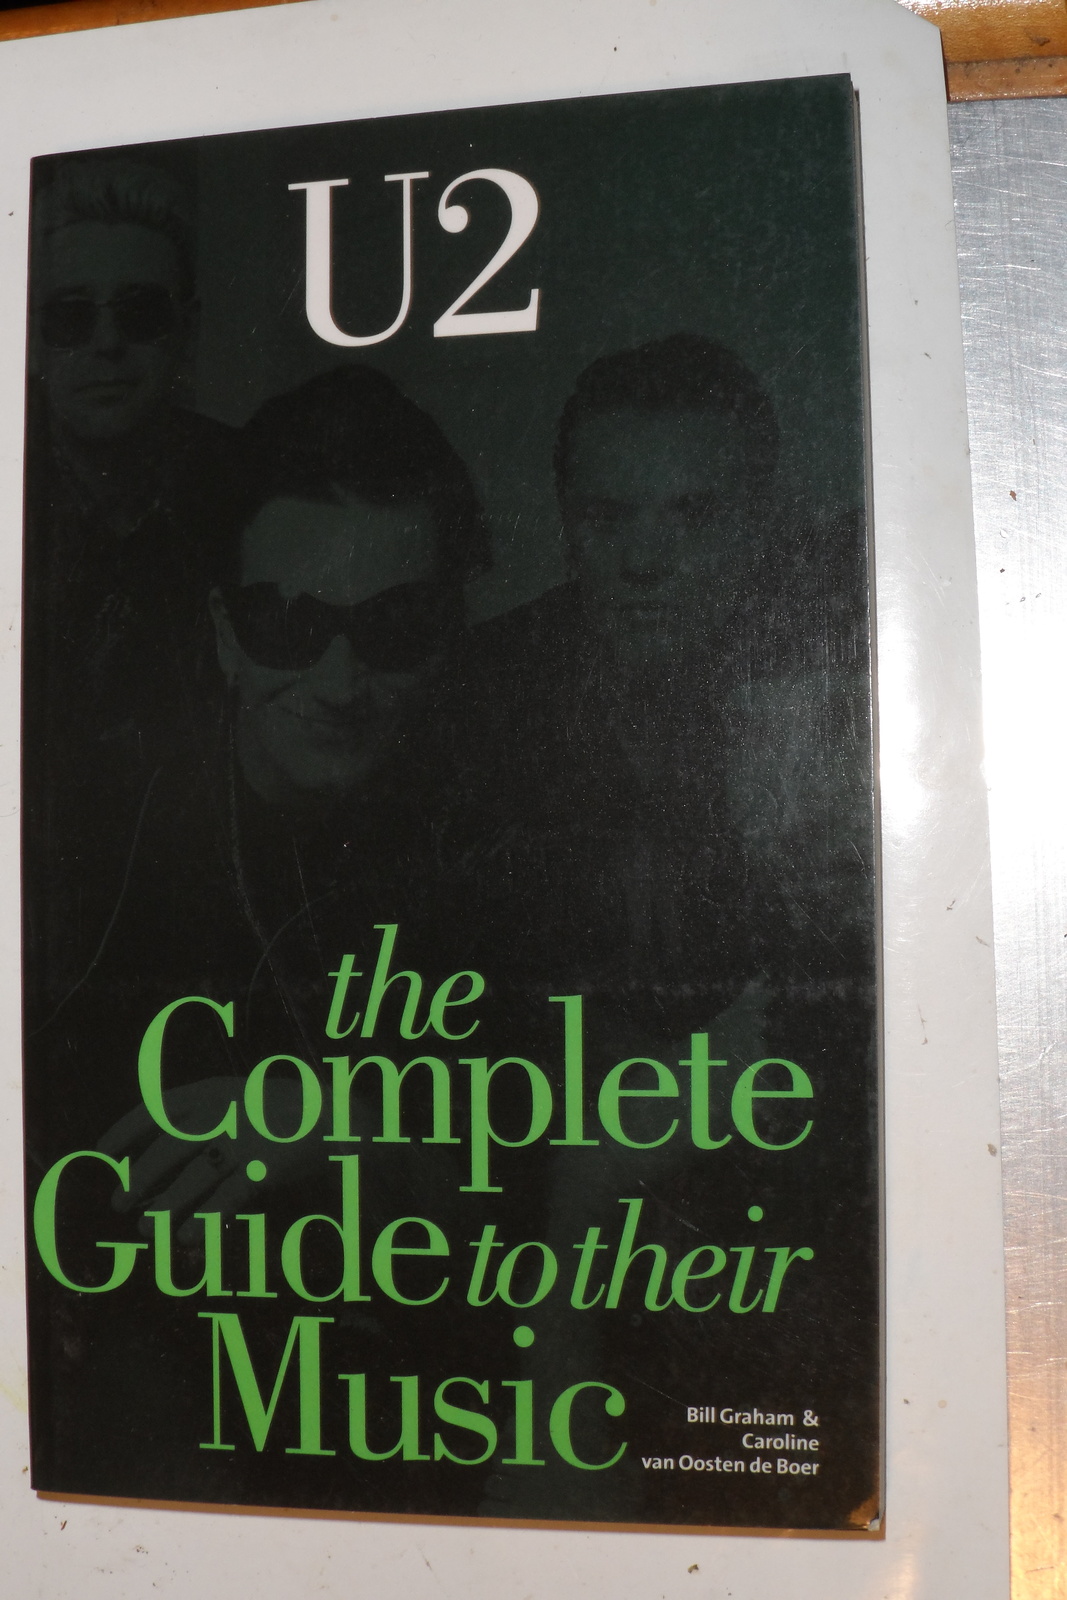 U2
the
Complete
Guide to their
Music
Bill Graham &
Caroline
van Oosten de Boer